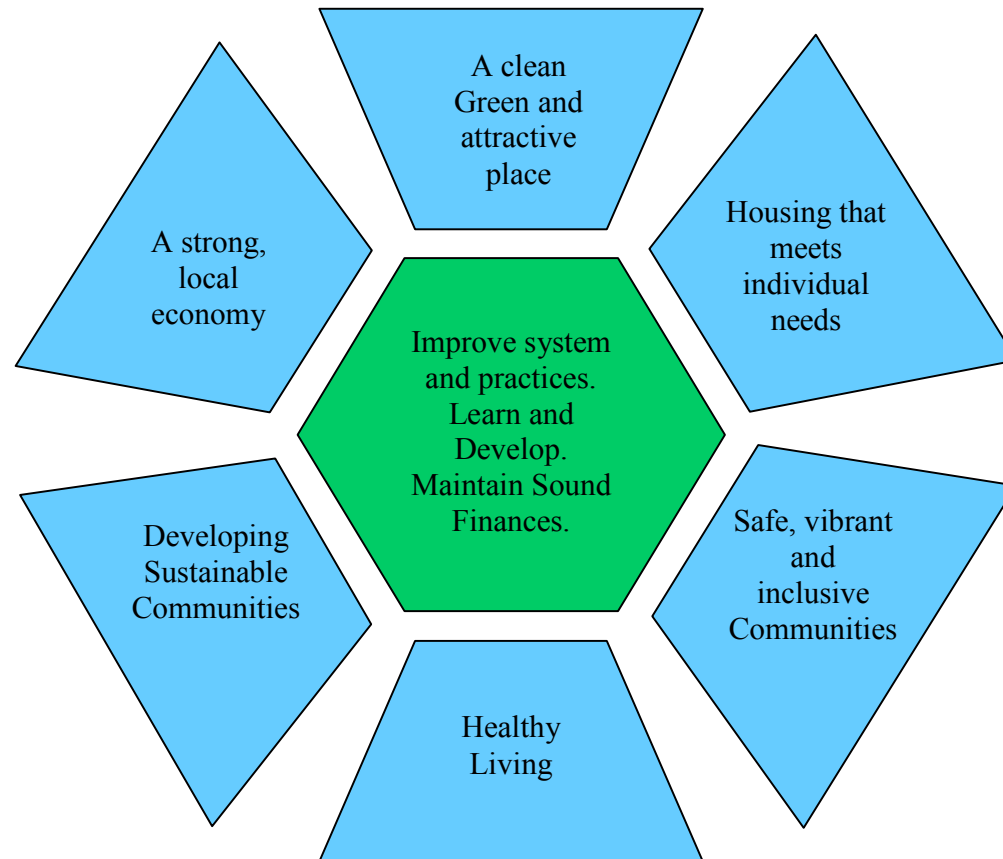 A clean
Green and
attractive
place
Housing that
meets
individual
needs
A strong,
local
economy
Improve system
and practices.
Learn and
Develop.
Maintain Sound
Finances.
Safe, vibrant
and
inclusive
Communities
Developing
Sustainable
Communities
Healthy
Living